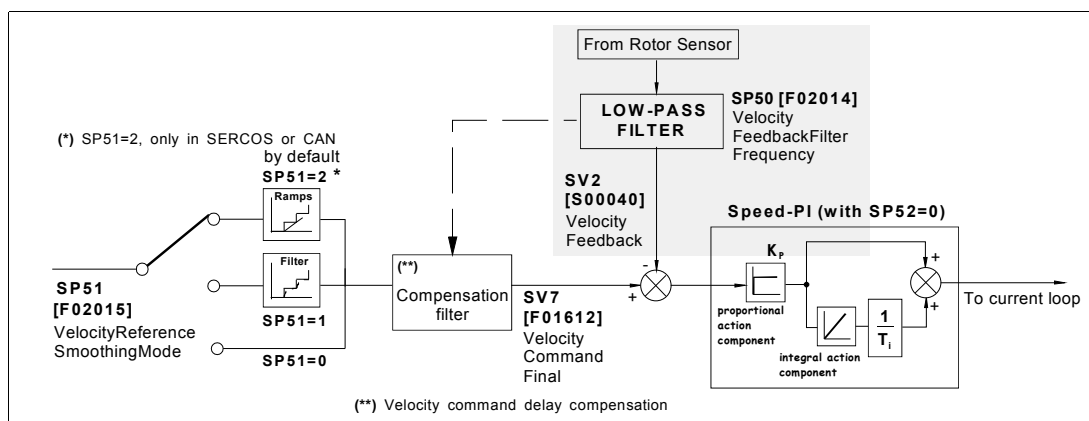 From Rotor Sensor
LOW-PASS
FILTER
SP50 [F02014]
Velocity
FeedbackFilter
Frequency
(*) SP51=2, only in SERCOS or CAN
by default
SP51=2 *
Ramps
SV2
[S00040]
Velocity
Feedback
Speed-PI (with SP52=0)
SP51
[F02015]
VelocityReference
SmoothingMode
Filter
SP51=1
SP51=0
(**)
Compensation
filter
SV7
[F01612]
Velocity
Command
Final
-
+
KP
proportional
action
component
integral action
component
1
Ti
+
+
To current loop
(**) Velocity command delay compensation